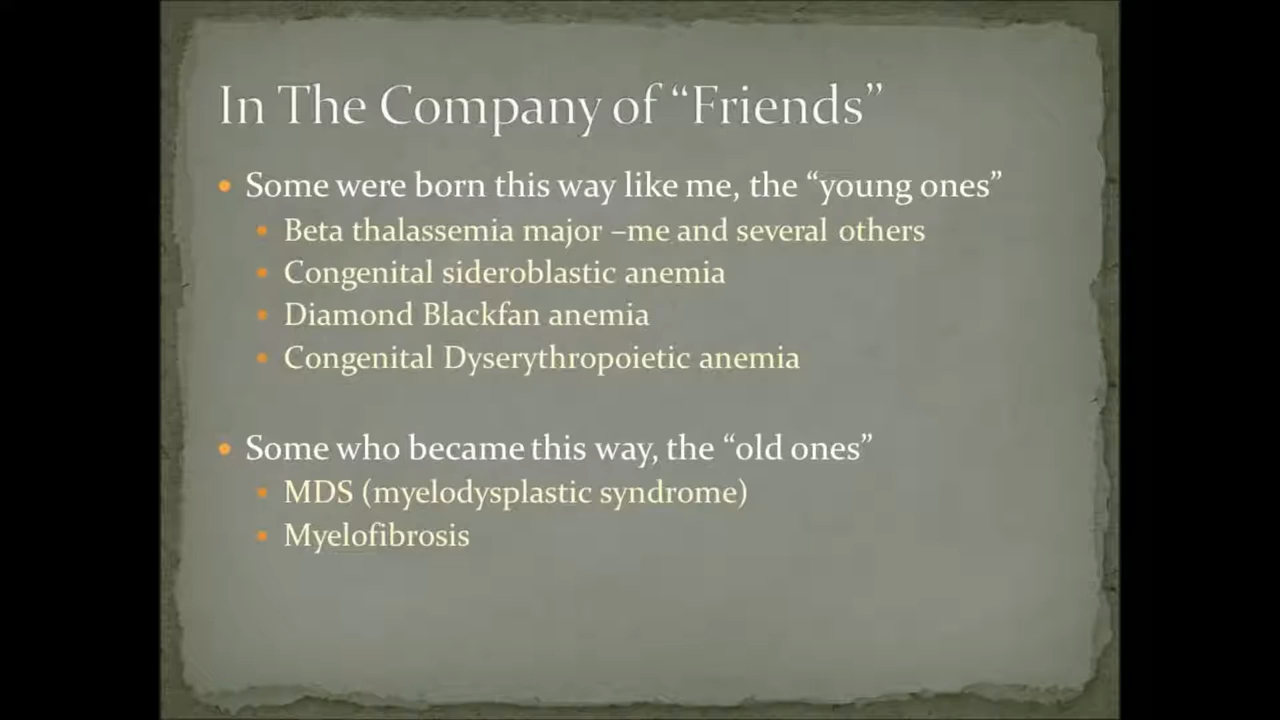 In The Company of “Friends”
• Some were born this way like me, the “young ones”
• Beta thalassemia major –me and several others
• Congenital sideroblastic anemia
• Diamond Blackfan anemia
• Congenital Dyserythropoietic anemia
• Some who became this way, the “old ones”
• MDS (myelodysplastic syndrome)
• Myelofibrosis